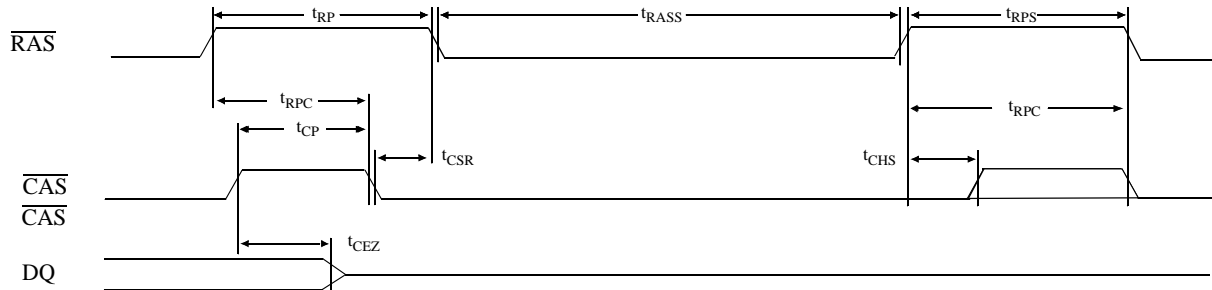 tRP
tRASS
tRPS
RAS
tRPC
tRPC
tCP
tCSR
tCHS
CAS
CAS
tCEZ
DQ